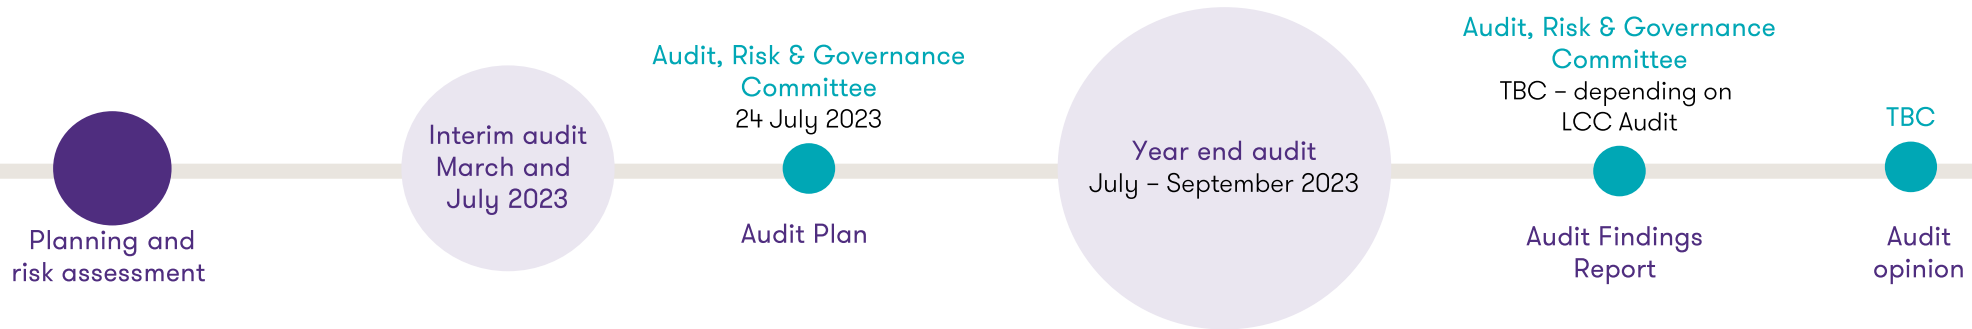 Planning and
risk assessment
Interim audit
March and
July 2023
Audit, Risk & Governance
Committee
24 July 2023
Audit Plan
Year end audit
July – September 2023
Audit, Risk & Governance
Committee
TBC – depending on
LCC Audit
Audit Findings
Report
TBC
Audit
opinion